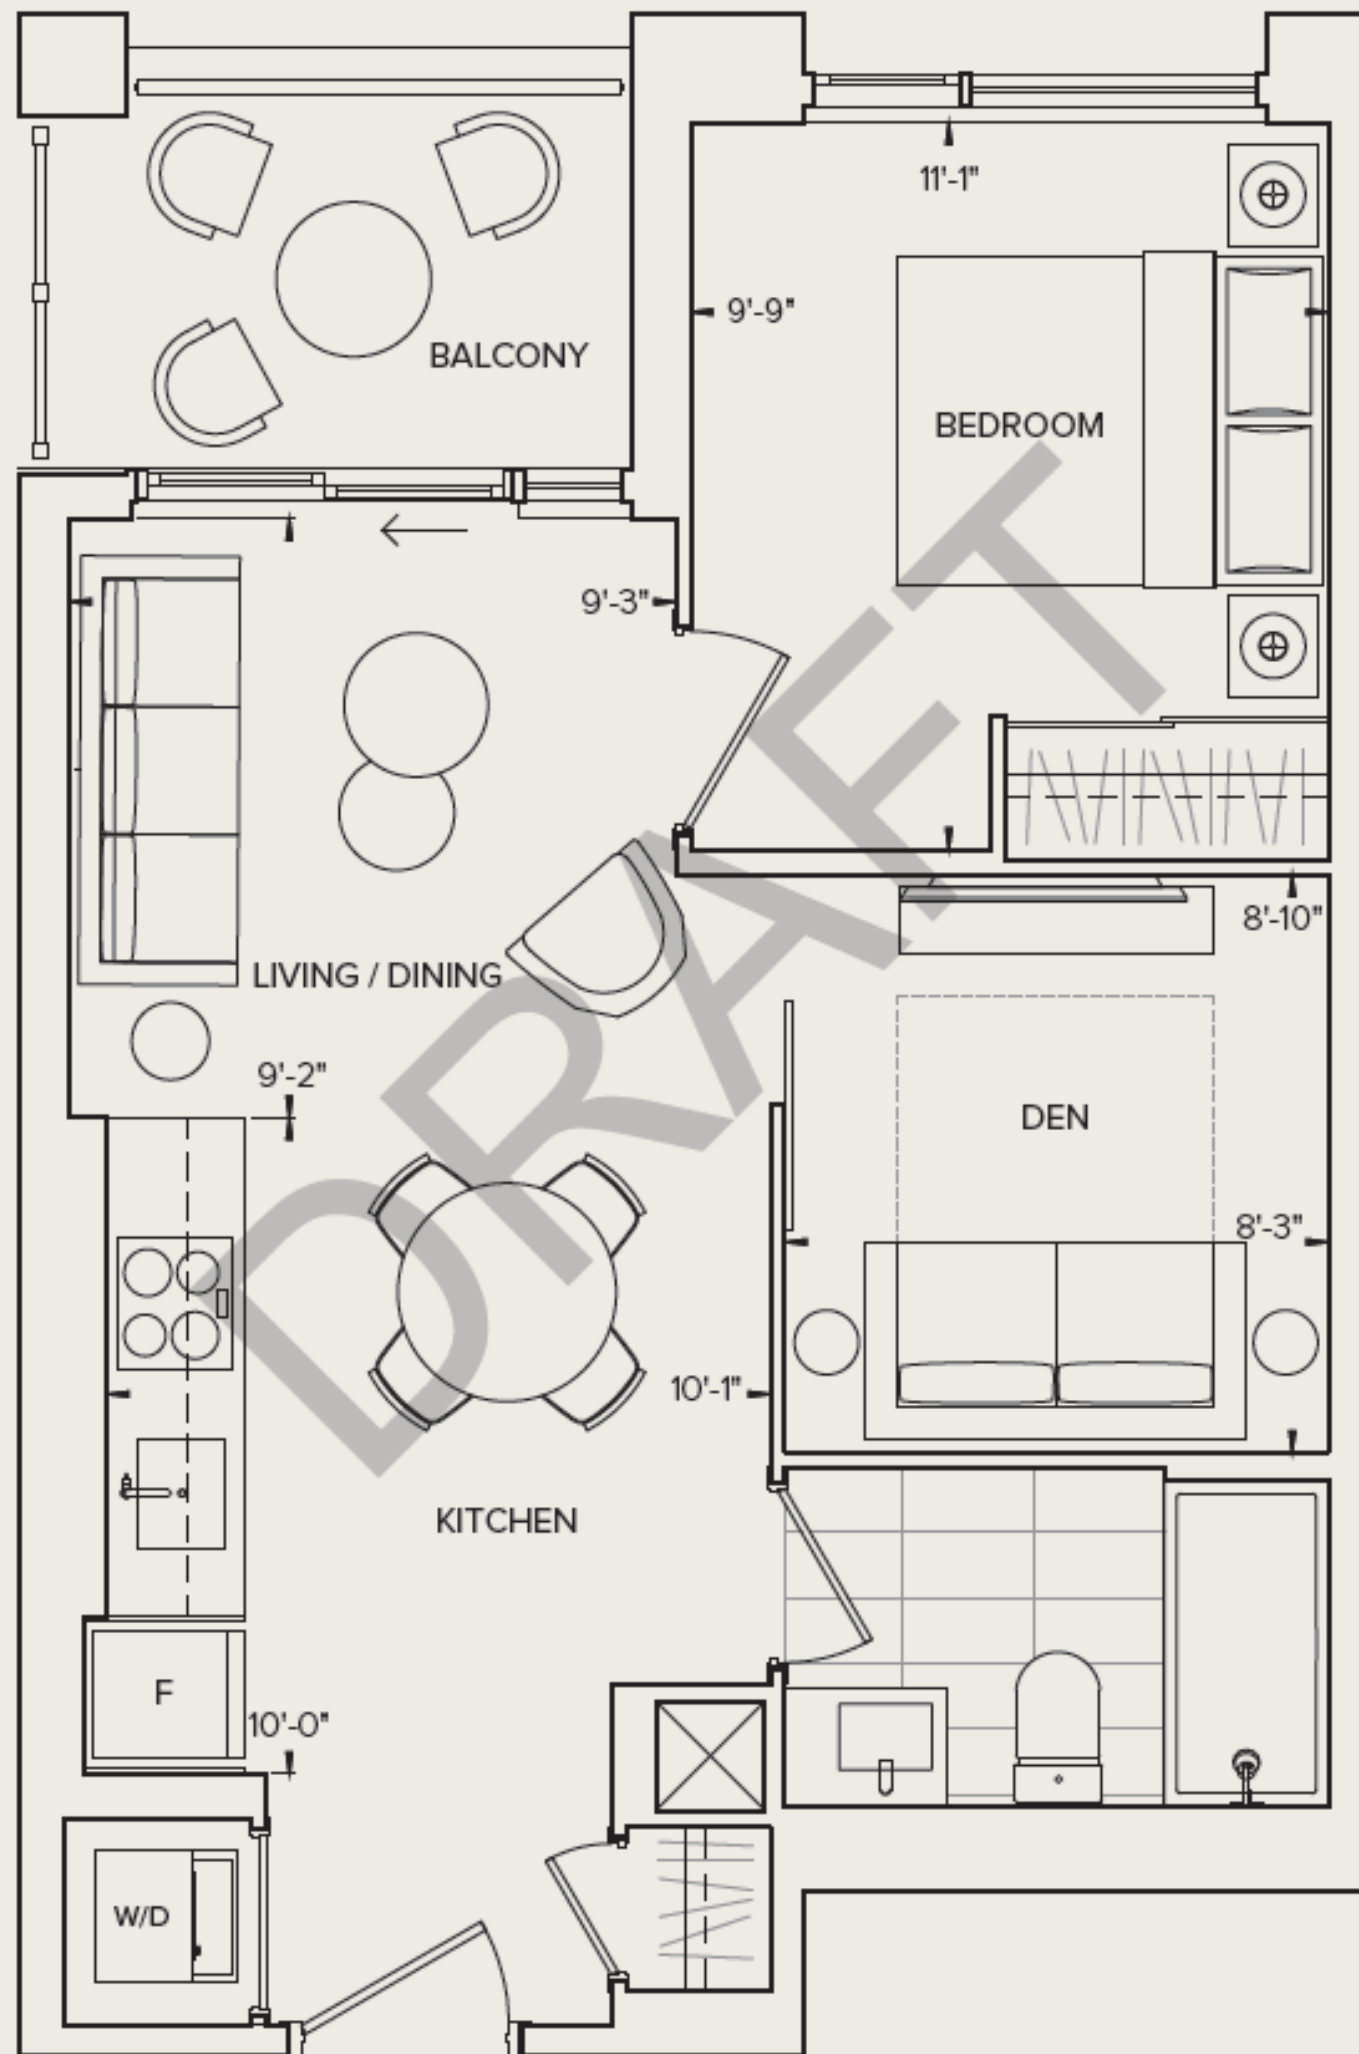 11'-1"
9'-9"
BALCONY
BEDROOM
9'-3"
8'-10"
LIVING / DINING
9'-2"
DEN
8'-3"
10'-1"
KITCHEN
F
10'-0"
W/D
DRAFT